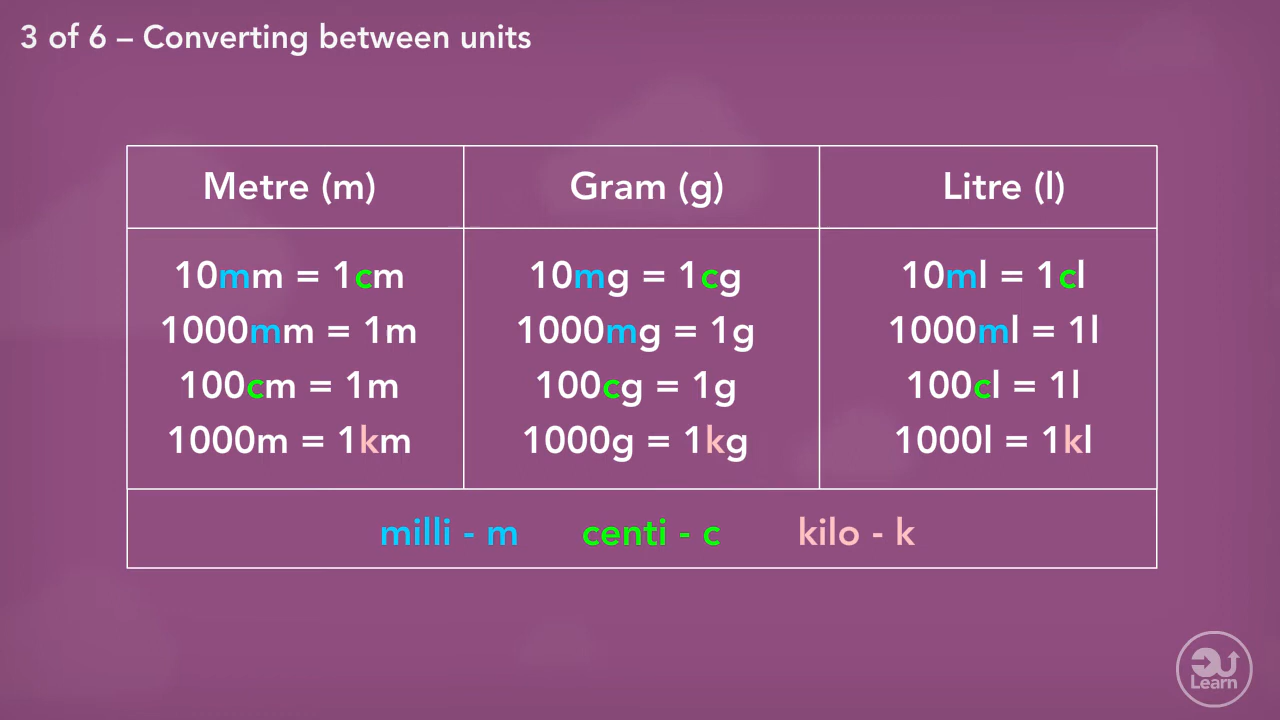 3 of 6 – Converting between units
Metre (m) Gram (g) Litre (l)
10mm = 1cm 10mg = 1cg 10ml = 1cl
1000mm = 1m 1000mg = 1g 1000ml = 1l
100cm = 1m 100cg = 1g 100cl = 1l
1000m = 1km 1000g = 1kg 1000l = 1kl
milli - m centi - c kilo - k
Learn